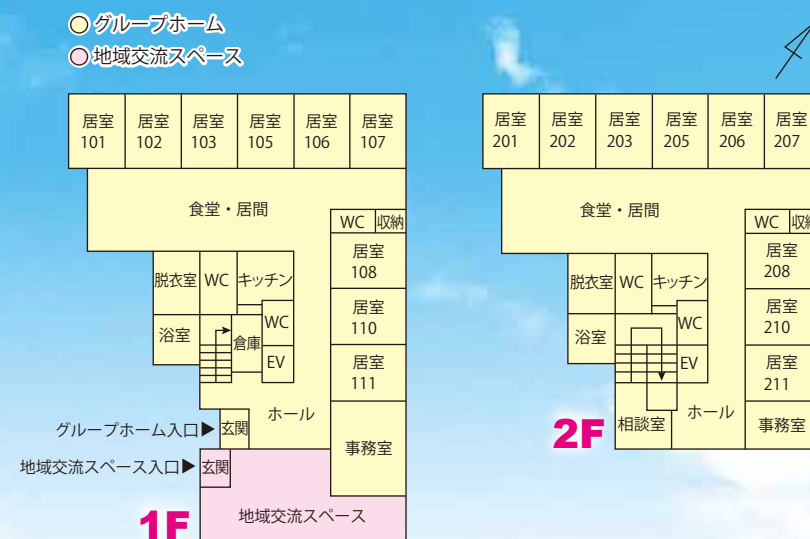 グループホーム
地域交流スペース
居室
101
居室
102
居室
103
居室
105
居室
106
居室
107
食堂・居間
WC
収納
居室
108
脱衣室
WC
キッチン
居室
110
浴室
WC
倉庫
EV
居室
111
グループホーム入口▶
玄関
ホール
事務室
地域交流スペース入口▶
玄関
地域交流スペース
1F
居室
201
居室
202
居室
203
居室
205
居室
206
居室
207
食堂・居間
WC
収納
居室
208
脱衣室
WC
キッチン
居室
210
浴室
WC
EV
居室
211
相談室
ホール
事務室
2F